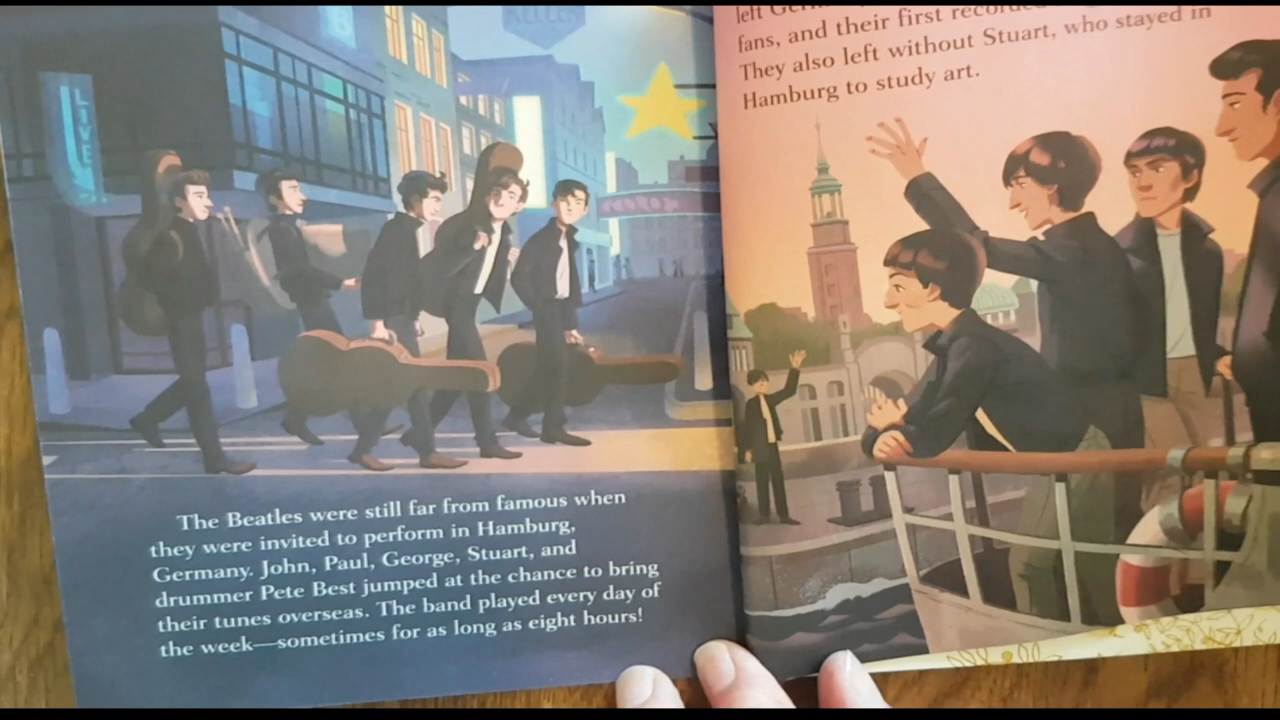 LIVE
B
The Beatles were still far from famous when
they were invited to perform in Hamburg,
Germany. John, Paul, George, Stuart, and
drummer Pete Best jumped at the chance to bring
their tunes overseas. The band played every day of
the week—sometimes for as long as eight hours!
left
fans, and their first
They also left without Stuart, who stayed in
Hamburg to study art.